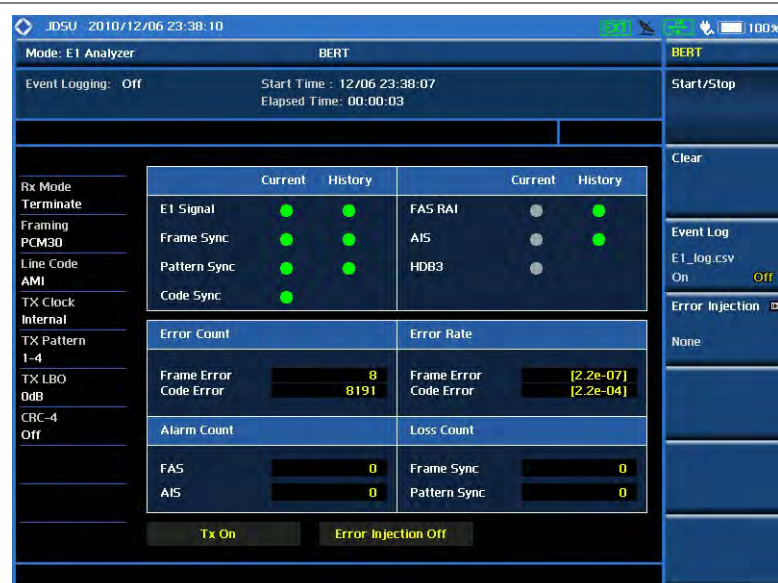 JDSU 2010/12/06 23:38:10 EXT 100%
Mode: E1 Analyzer BERT
Event Logging: Off
Start Time : 12/06 23:38:07
Elapsed Time: 00:00:03
Rx Mode
Terminate
Framing
PCM30
Line Code
AMI
TX Clock
Internal
TX Pattern
1-4
TX LBO
0dB
CRC-4
Off
Current History
E1 Signal
Frame Sync
Pattern Sync
Code Sync
Current History
FAS RAI
AIS
HDB3
Error Count
Frame Error 8
Code Error 8191
Error Rate
Frame Error [2.2e-07]
Code Error [2.2e-04]
Alarm Count
FAS 0
AIS 0
Loss Count
Frame Sync 0
Pattern Sync 0
Tx On
Error Injection Off
BERT
Start/Stop
Clear
Event Log
E1_log.csv
On Off
Error Injection
None